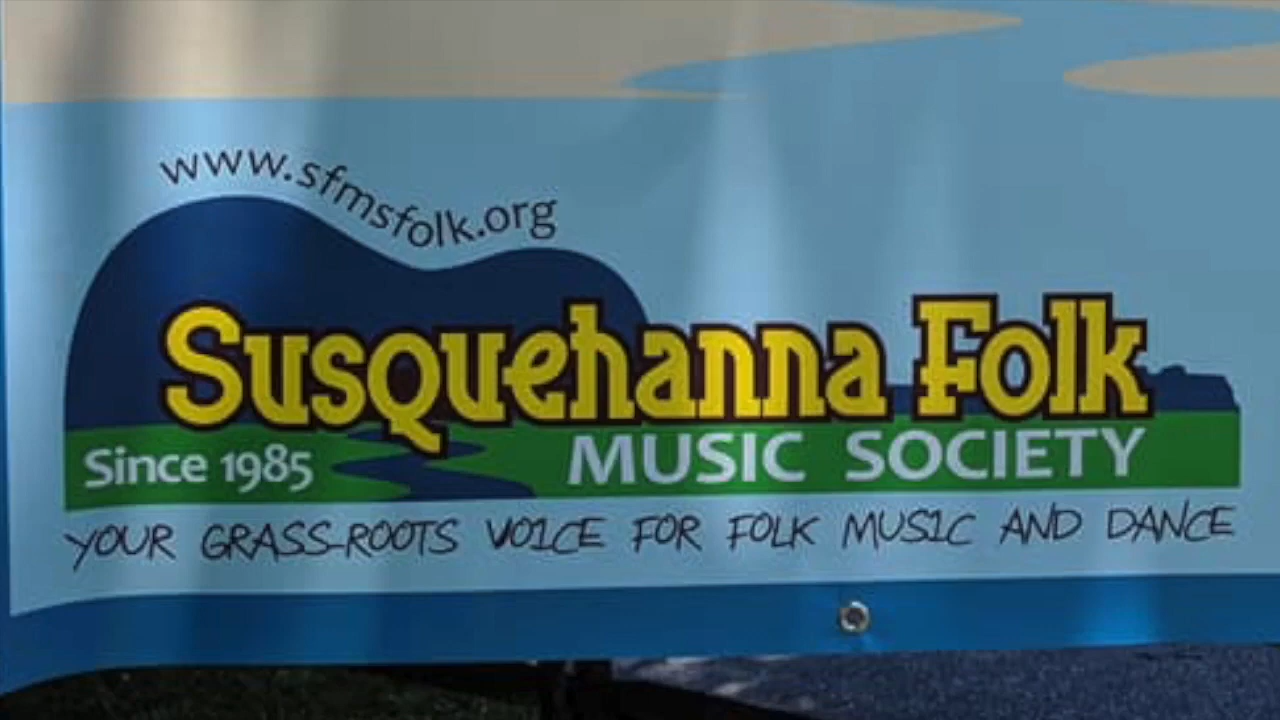 www.sfmsfolk.org
Susquehanna Folk
Since 1985 MUSIC SOCIETY
YOUR GRASS-ROOTS VOICE FOR FOLK MUSIC AND DANCE